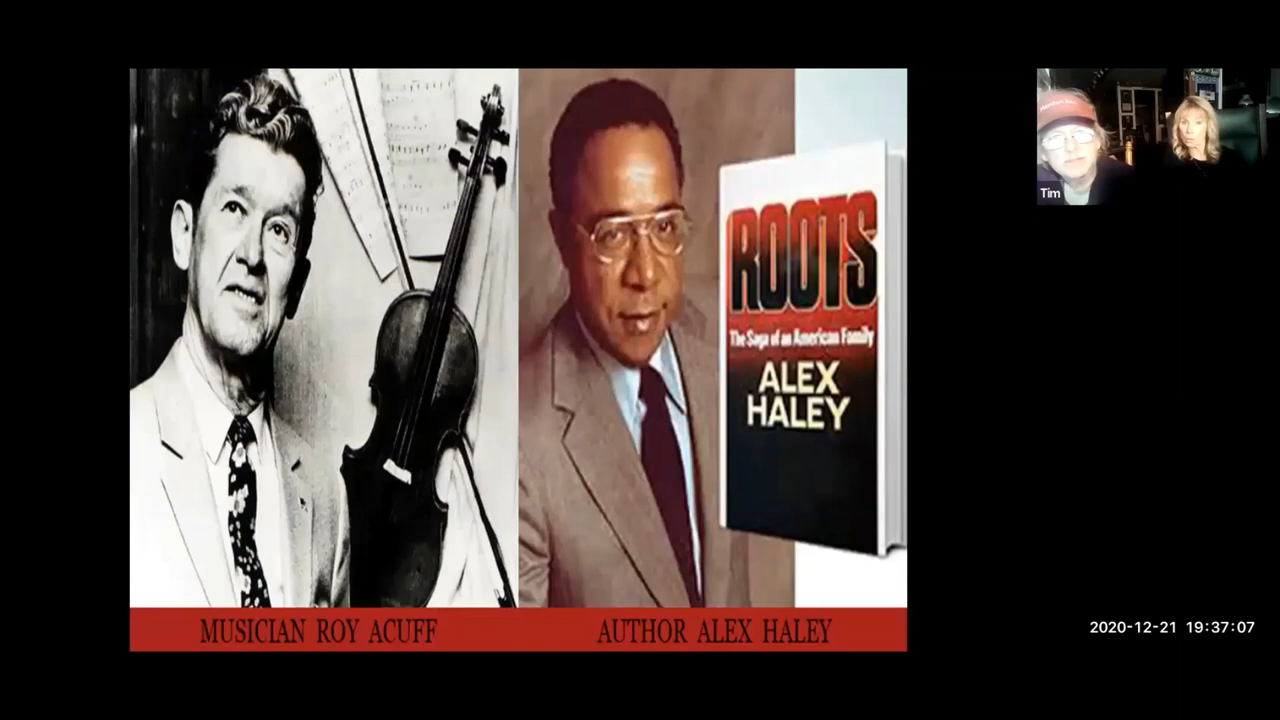 ROOTS
The Saga of an American Family
ALEX
HALEY
MUSICIAN ROY ACUFF
AUTHOR ALEX HALEY
Tim
2020-12-21 19:37:07